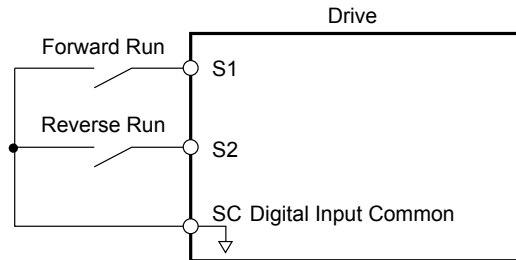 Drive
Forward Run
S1
Reverse Run
S2
SC Digital Input Common